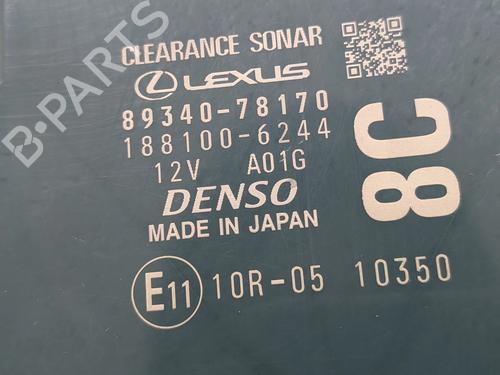 CLEARANCE SONAR
LEXUS
89340-78170
188100-6244
12V A01G
DENSO
MADE IN JAPAN
8C
E11 10R-05 10350
B-PARTS